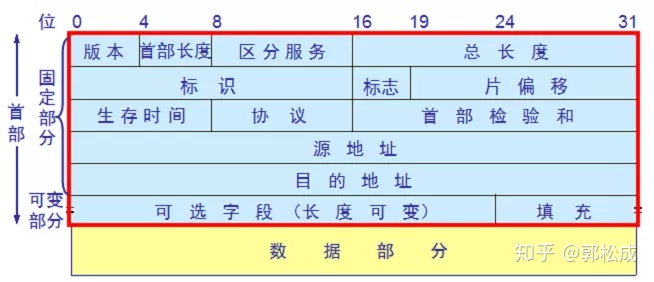 位 0 4 8 16 19 24 31
版本 首部长度 区分服务 总长度
标识 标志 片偏移
生存时间 协议 首部检验和
源地址
目的地址
可选字段(长度可变) 填充
数据部分
首部
固定部分
可变部分
知乎 @郭松成